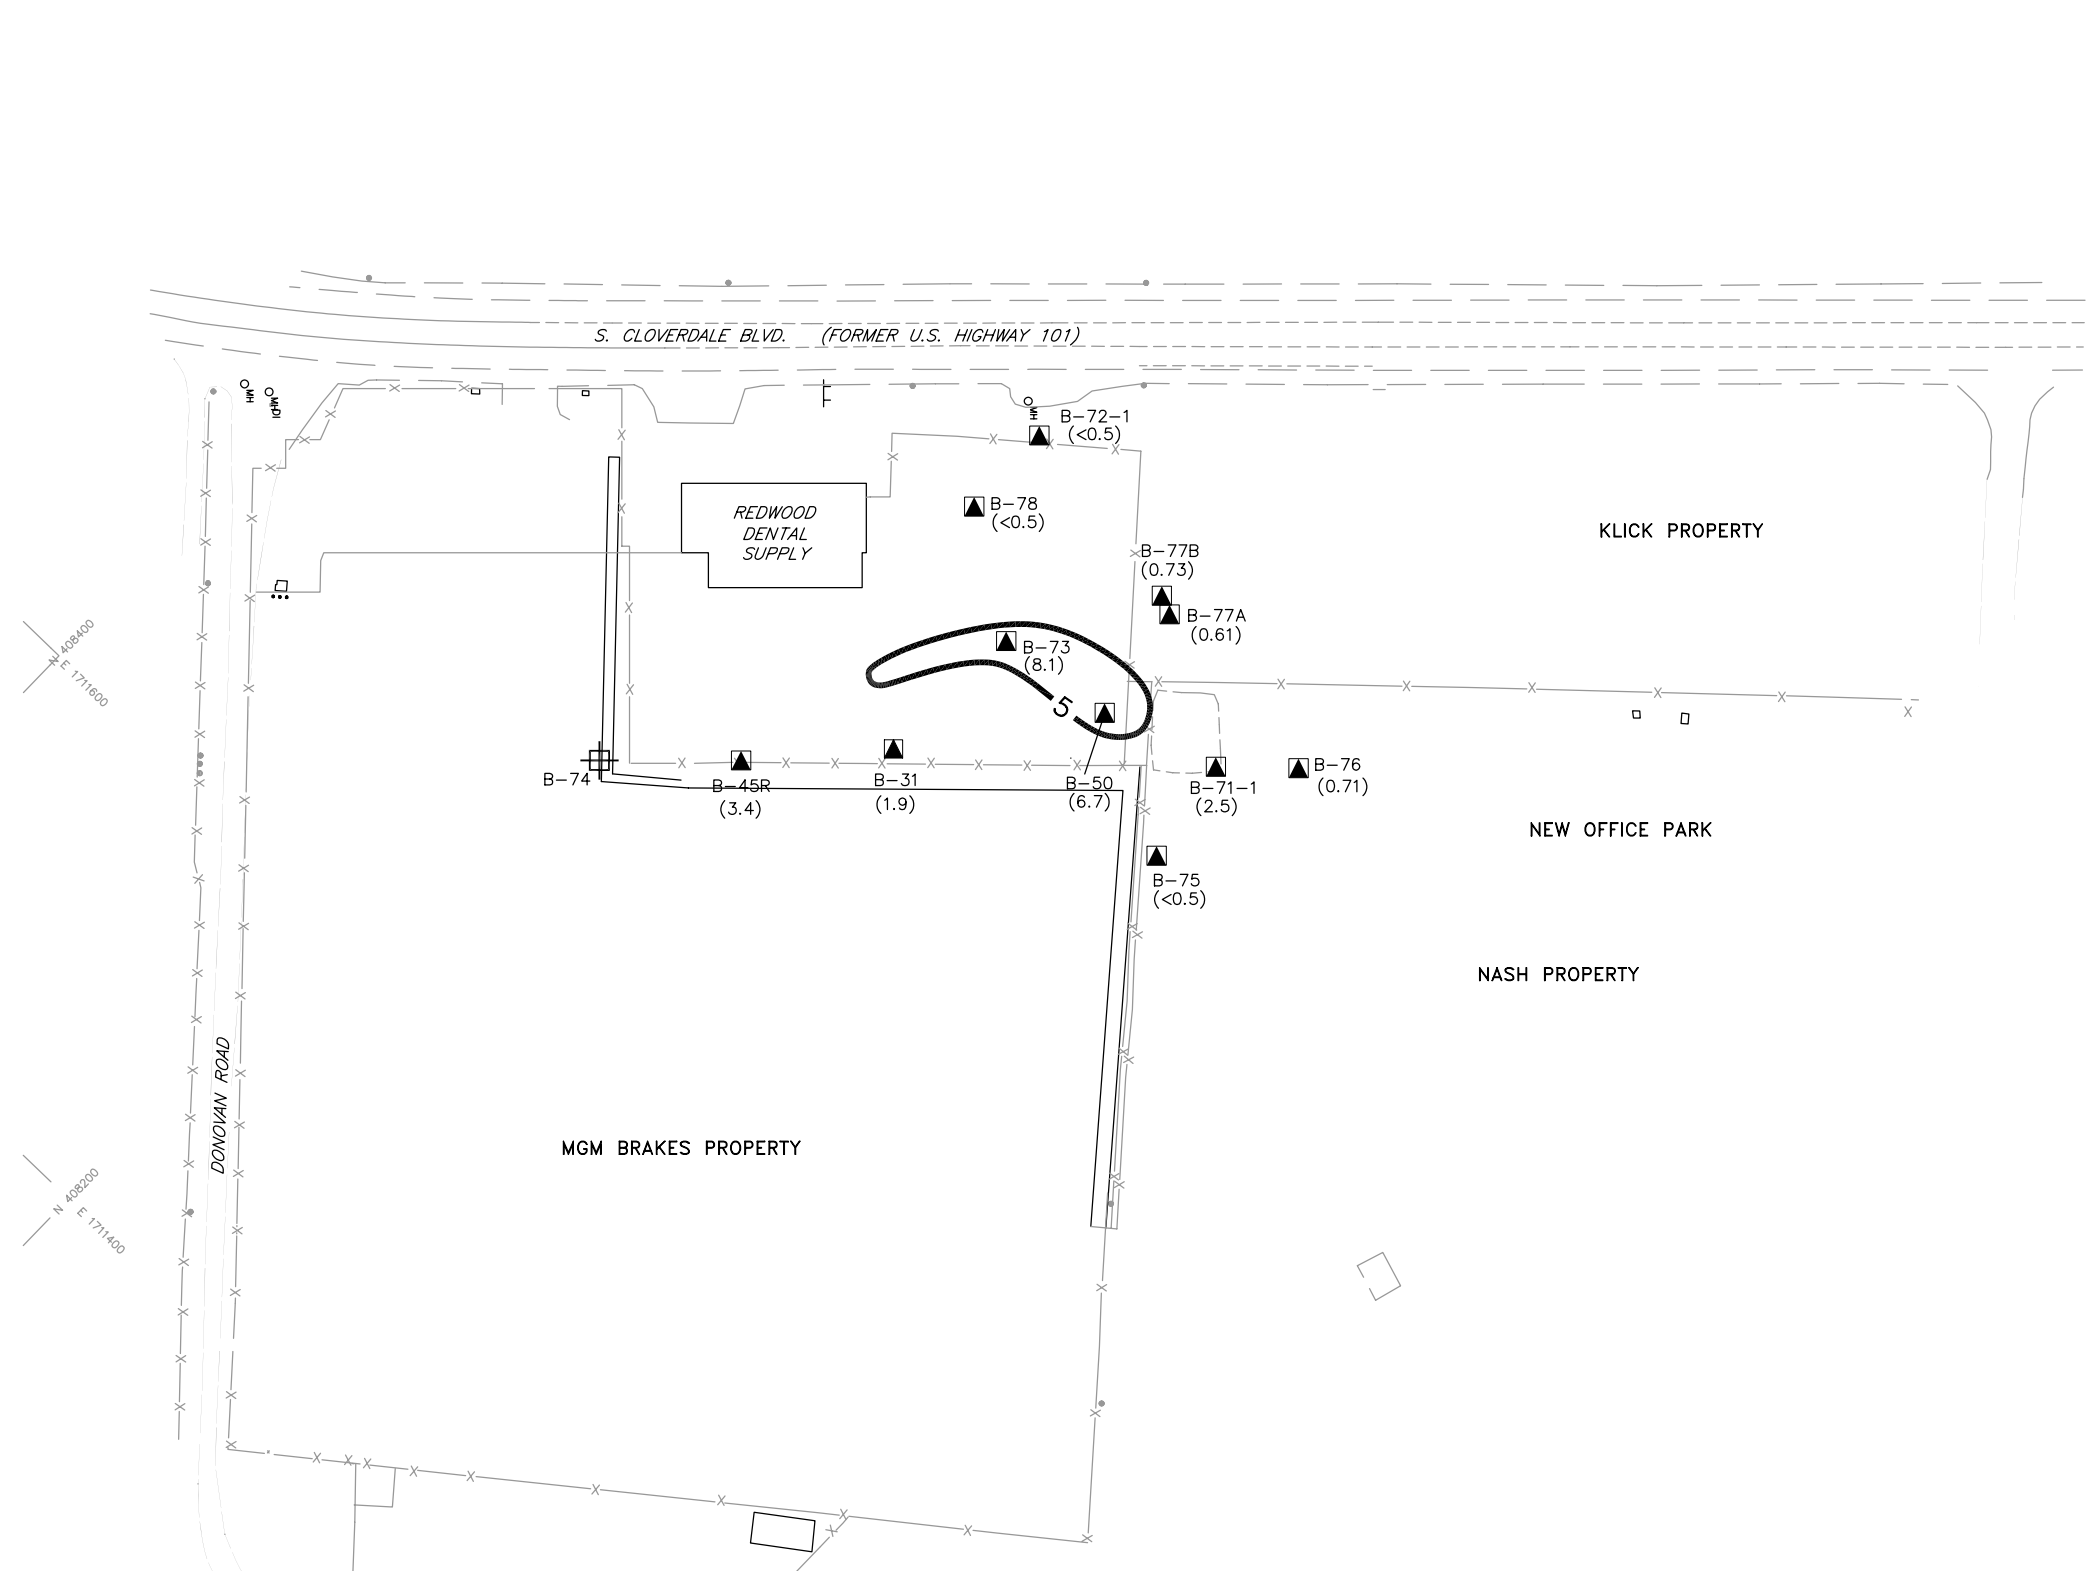 S. CLOVERDALE BLVD. (FORMER U.S. HIGHWAY 101)
MH
MH
DI
MH
B-72-1
(<0.5)
B-78
(<0.5)
REDWOOD
DENTAL
SUPPLY
KLICK PROPERTY
B-77B
(0.73)
B-77A
(0.61)
N 408400
E 1711600
B-73
(8.1)
5
B-74
B-45R
(3.4)
B-31
(1.9)
B-50
(6.7)
B-71-1
(2.5)
B-76
(0.71)
NEW OFFICE PARK
B-75
(<0.5)
NASH PROPERTY
DONOVAN ROAD
MGM BRAKES PROPERTY
N 408200
E 1711400